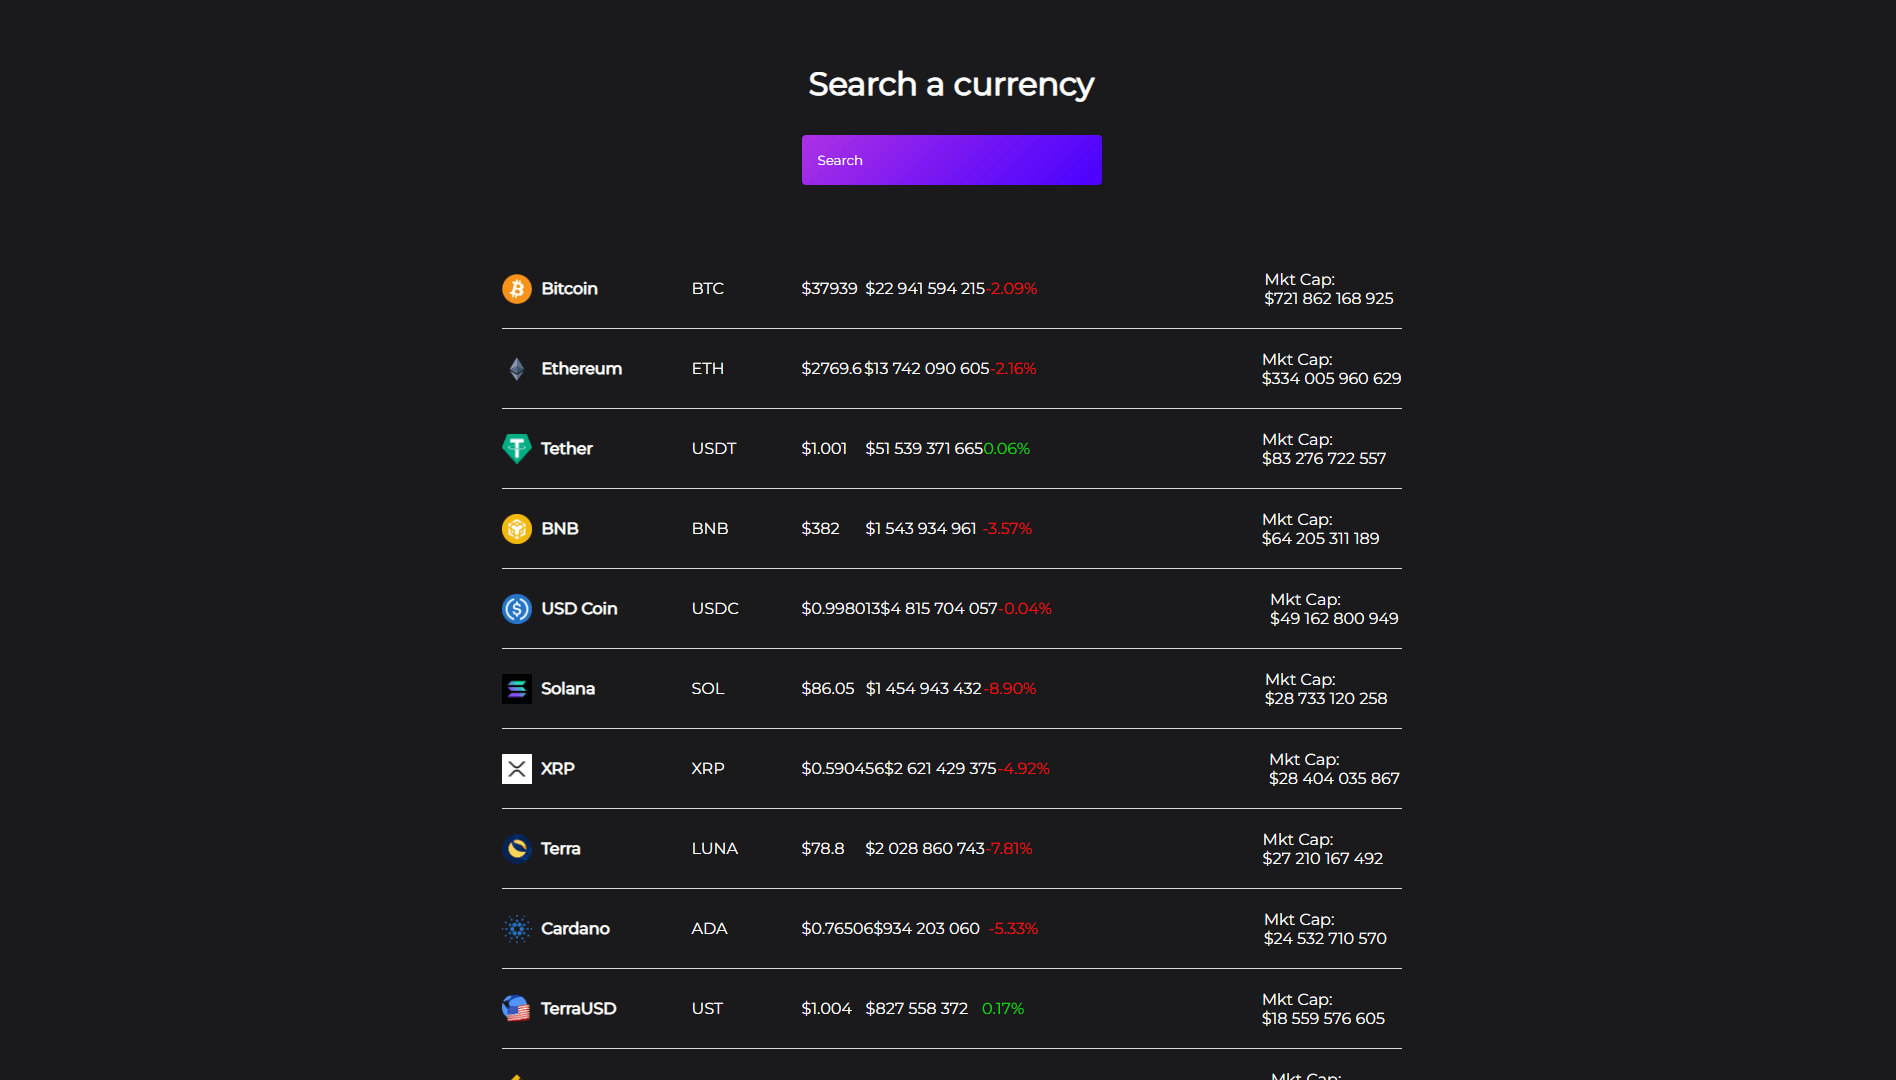 Search a currency
Search
Bitcoin BTC $37939 $22 941 594 215 -2.09% Mkt Cap:
$721 862 168 925
Ethereum ETH $2769.6 $13 742 090 605 -2.16% Mkt Cap:
$334 005 960 629
Tether USDT $1.001 $51 539 371 665 0.06% Mkt Cap:
$83 276 722 557
BNB BNB $382 $1 543 934 961 -3.57% Mkt Cap:
$64 205 311 189
USD Coin USDC $0.998013 $4 815 704 057 -0.04% Mkt Cap:
$49 162 800 949
Solana SOL $86.05 $1 454 943 432 -8.90% Mkt Cap:
$28 733 120 258
XRP XRP $0.590456 $2 621 429 375 -4.92% Mkt Cap:
$28 404 035 867
Terra LUNA $78.8 $2 028 860 743 -7.81% Mkt Cap:
$27 210 167 492
Cardano ADA $0.76506 $934 203 060 -5.33% Mkt Cap:
$24 532 710 570
TerraUSD UST $1.004 $827 558 372 0.17% Mkt Cap:
$18 559 576 605
Mkt Cap: